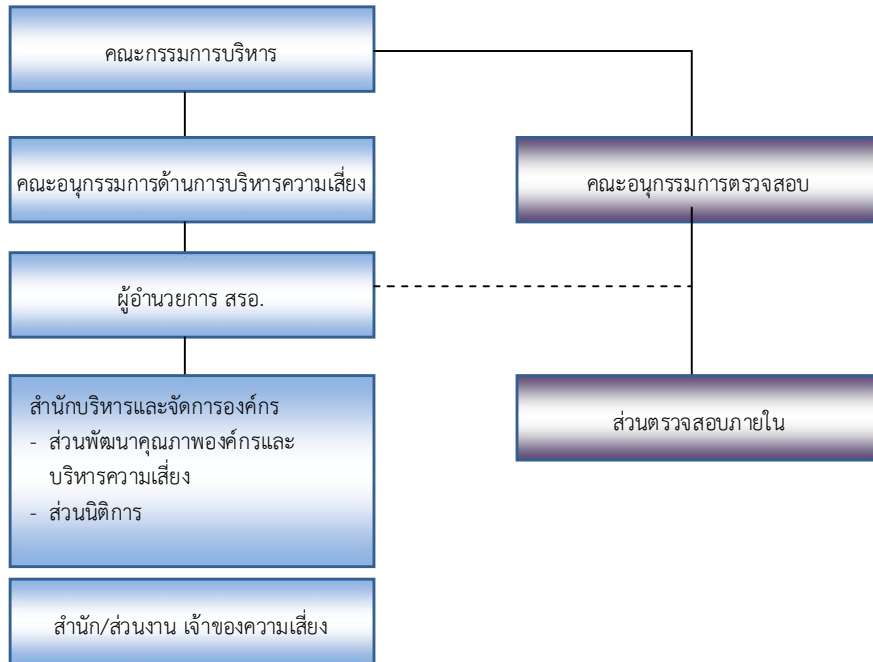 คณะกรรมการบริหาร
คณะอนุกรรมการด้านการบริหารความเสี่ยง
คณะอนุกรรมการตรวจสอบ
ผู้อำนวยการ สรอ.
สำนักบริหารและจัดการองค์กร
- ส่วนพัฒนาคุณภาพองค์กรและ
บริหารความเสี่ยง
- ส่วนนิติการ
ส่วนตรวจสอบภายใน
สำนัก/ส่วนงาน เจ้าของความเสี่ยง